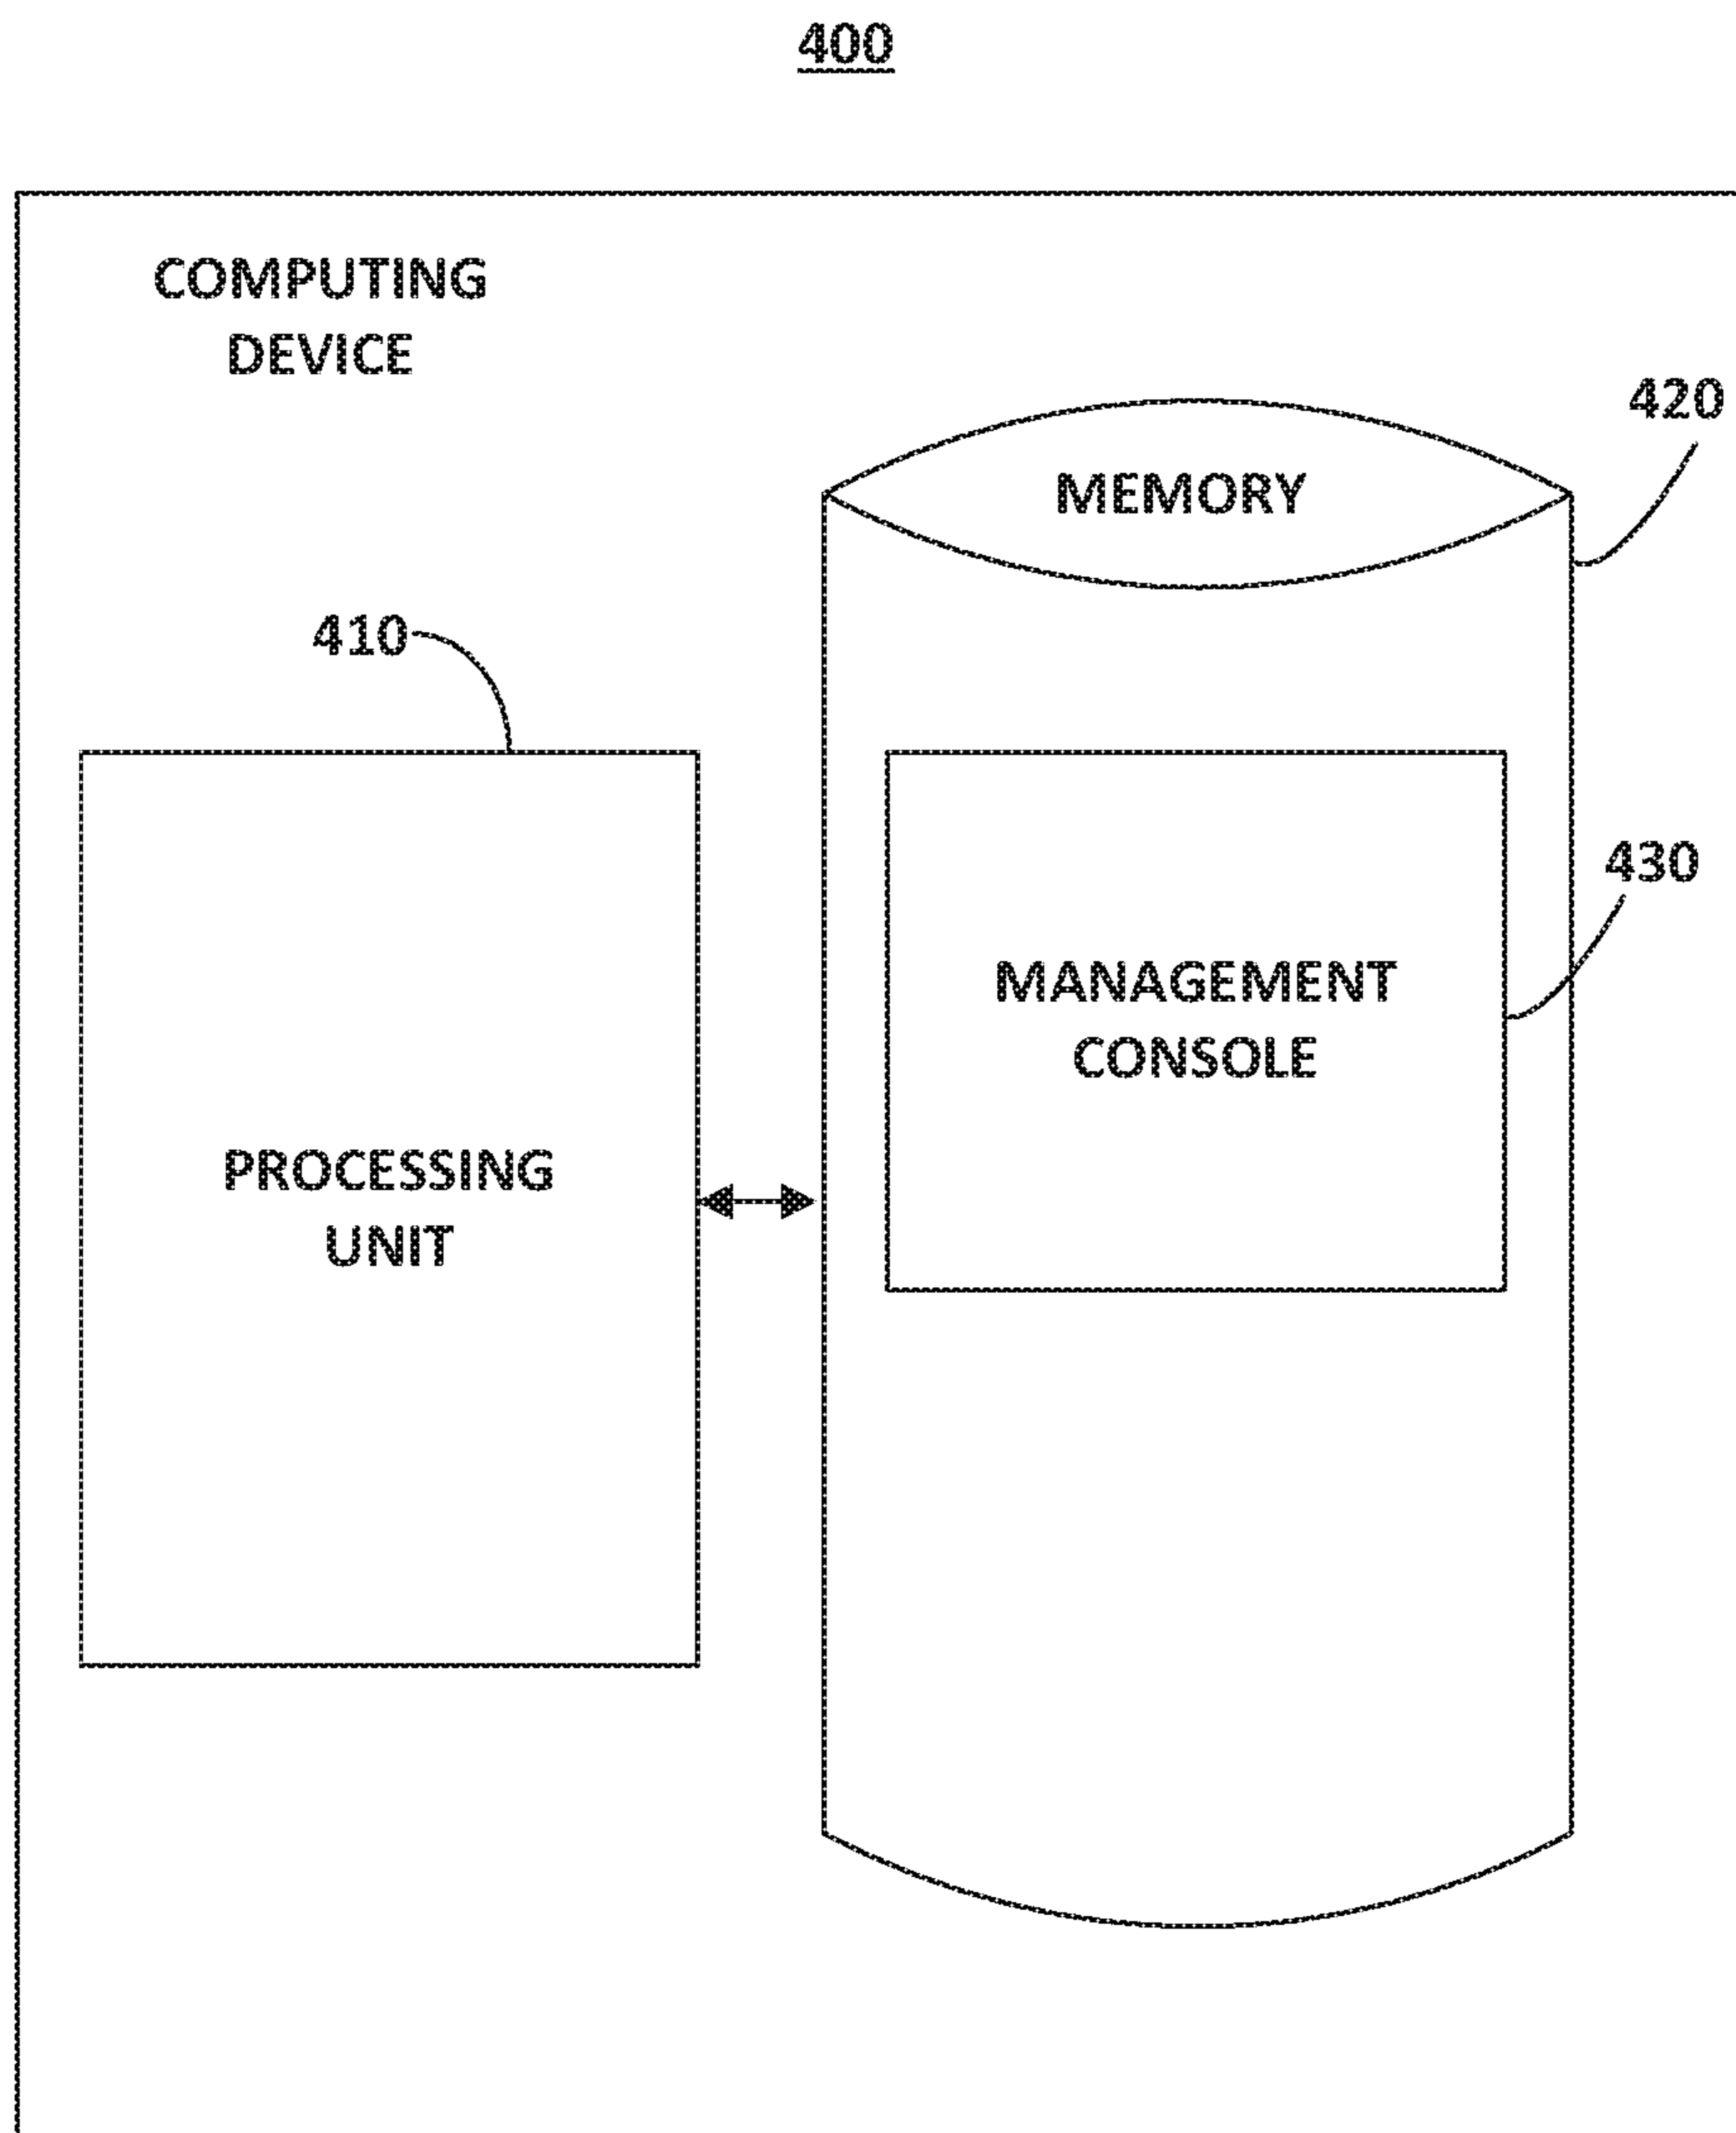 400
COMPUTING
DEVICE
420
MEMORY
410
430
MANAGEMENT
CONSOLE
PROCESSING
UNIT